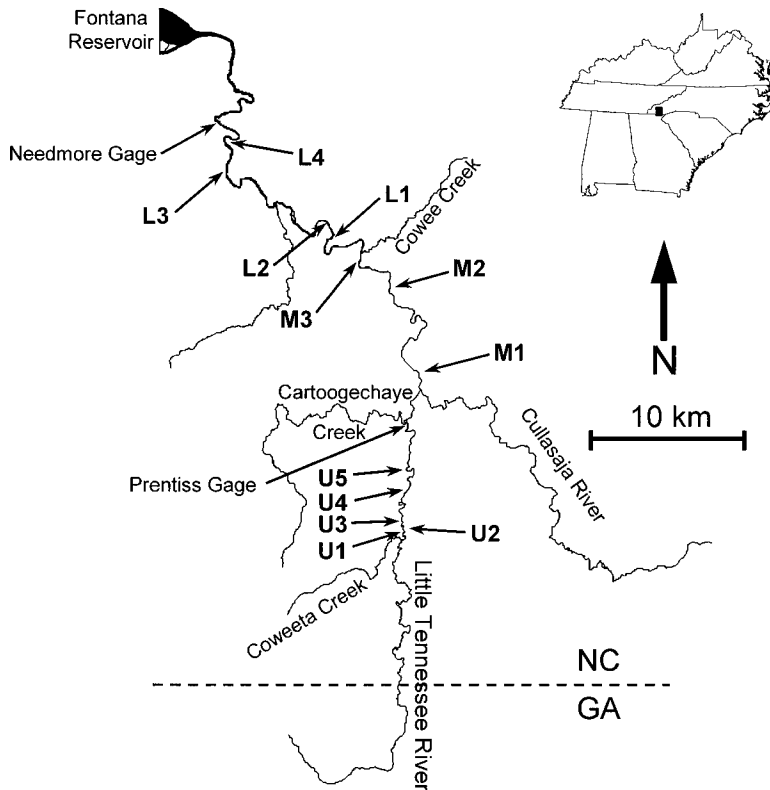 Fontana
Reservoir
Needmore Gage
L4
L3
L1
Cowee Creek
L2
M2
M3
N
M1
Cartoogechaye
Creek
10 km
Cullasaja River
Prentiss Gage
U5
U4
U3
U2
U1
Coweeta Creek
Little Tennessee River
NC
GA